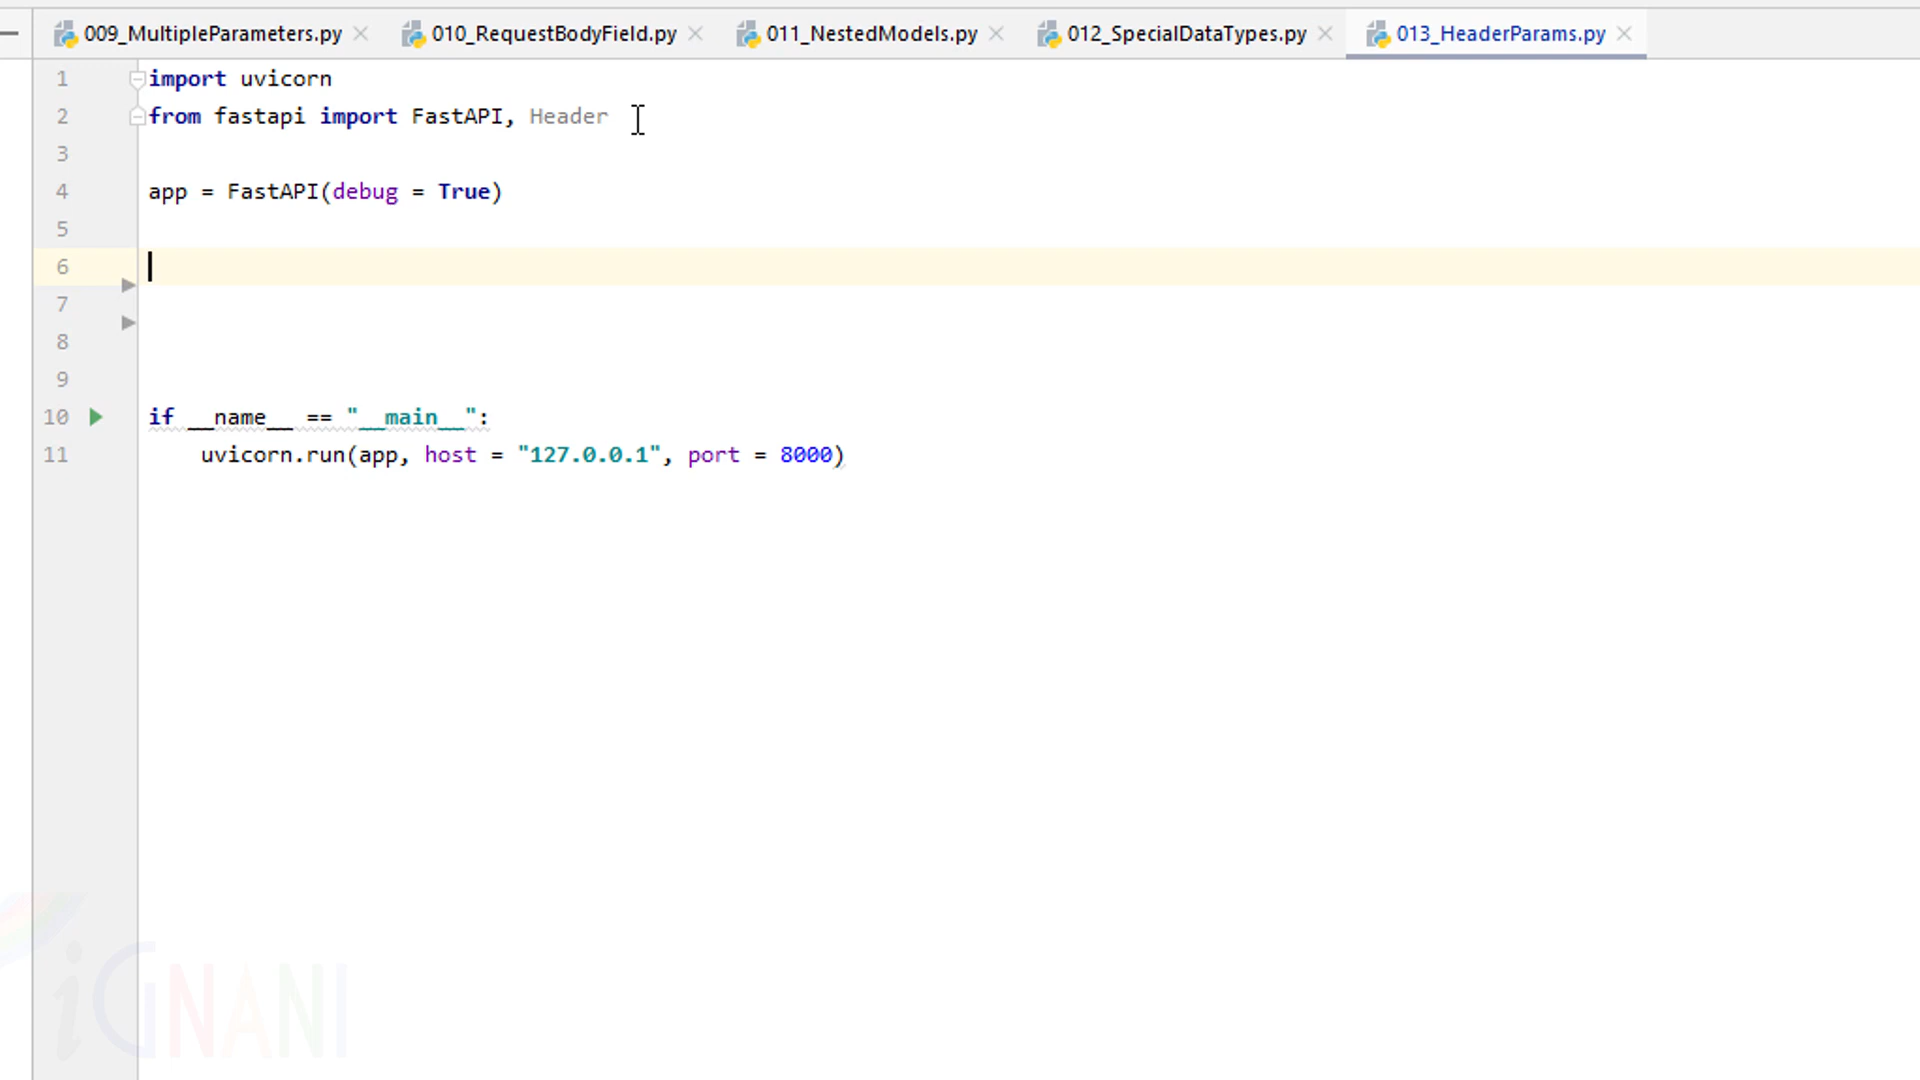 009_MultipleParameters.py 010_RequestBodyField.py 011_NestedModels.py 012_SpecialDataTypes.py 013_HeaderParams.py
1 import uvicorn
2 from fastapi import FastAPI, Header
3
4 app = FastAPI(debug = True)
5
6
7
8
9
10 if __name__ == "__main__":
11 uvicorn.run(app, host = "127.0.0.1", port = 8000)
iGNANI